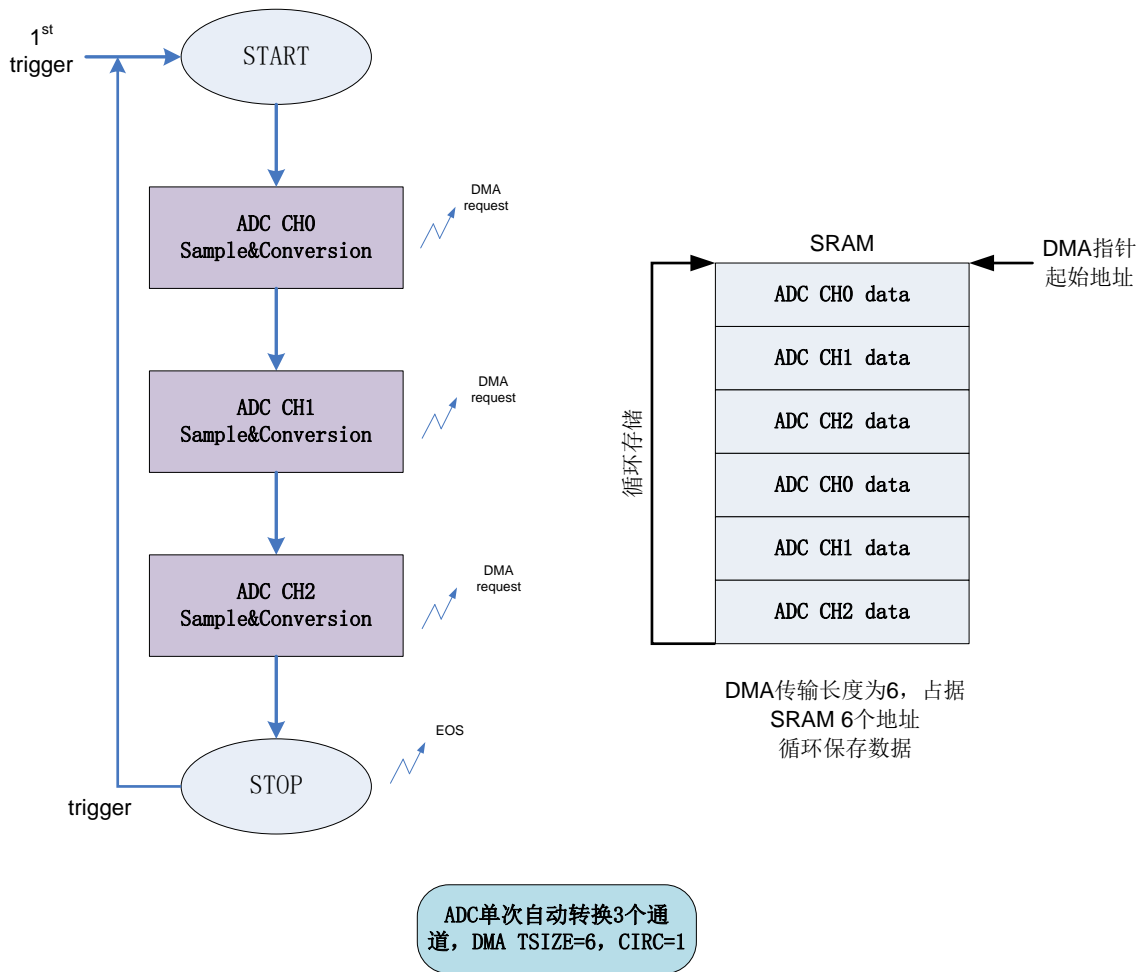 1st
trigger
START
ADC CH0
Sample&Conversion
DMA
request
ADC CH1
Sample&Conversion
DMA
request
ADC CH2
Sample&Conversion
DMA
request
STOP
EOS
trigger
SRAM
DMA指针
起始地址
ADC CH0 data
ADC CH1 data
ADC CH2 data
ADC CH0 data
ADC CH1 data
ADC CH2 data
循环存储
DMA传输长度为6，占据
SRAM 6个地址
循环保存数据
ADC单次自动转换3个通
道，DMA TSIZE=6，CIRC=1